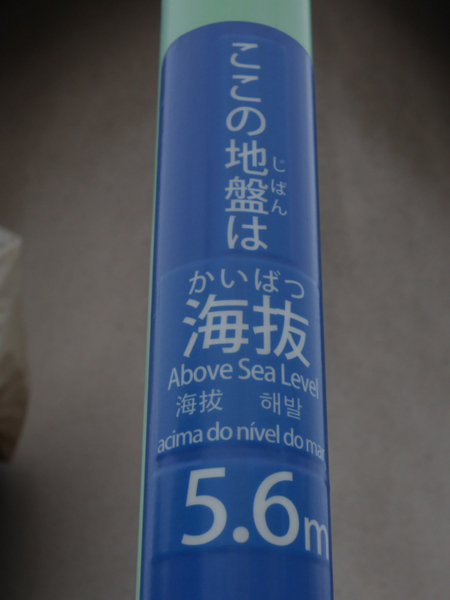 ここの地盤は
じばん
かいばつ
海抜
Above Sea Level
海拔 해발
acima do nível do mar
5.6m